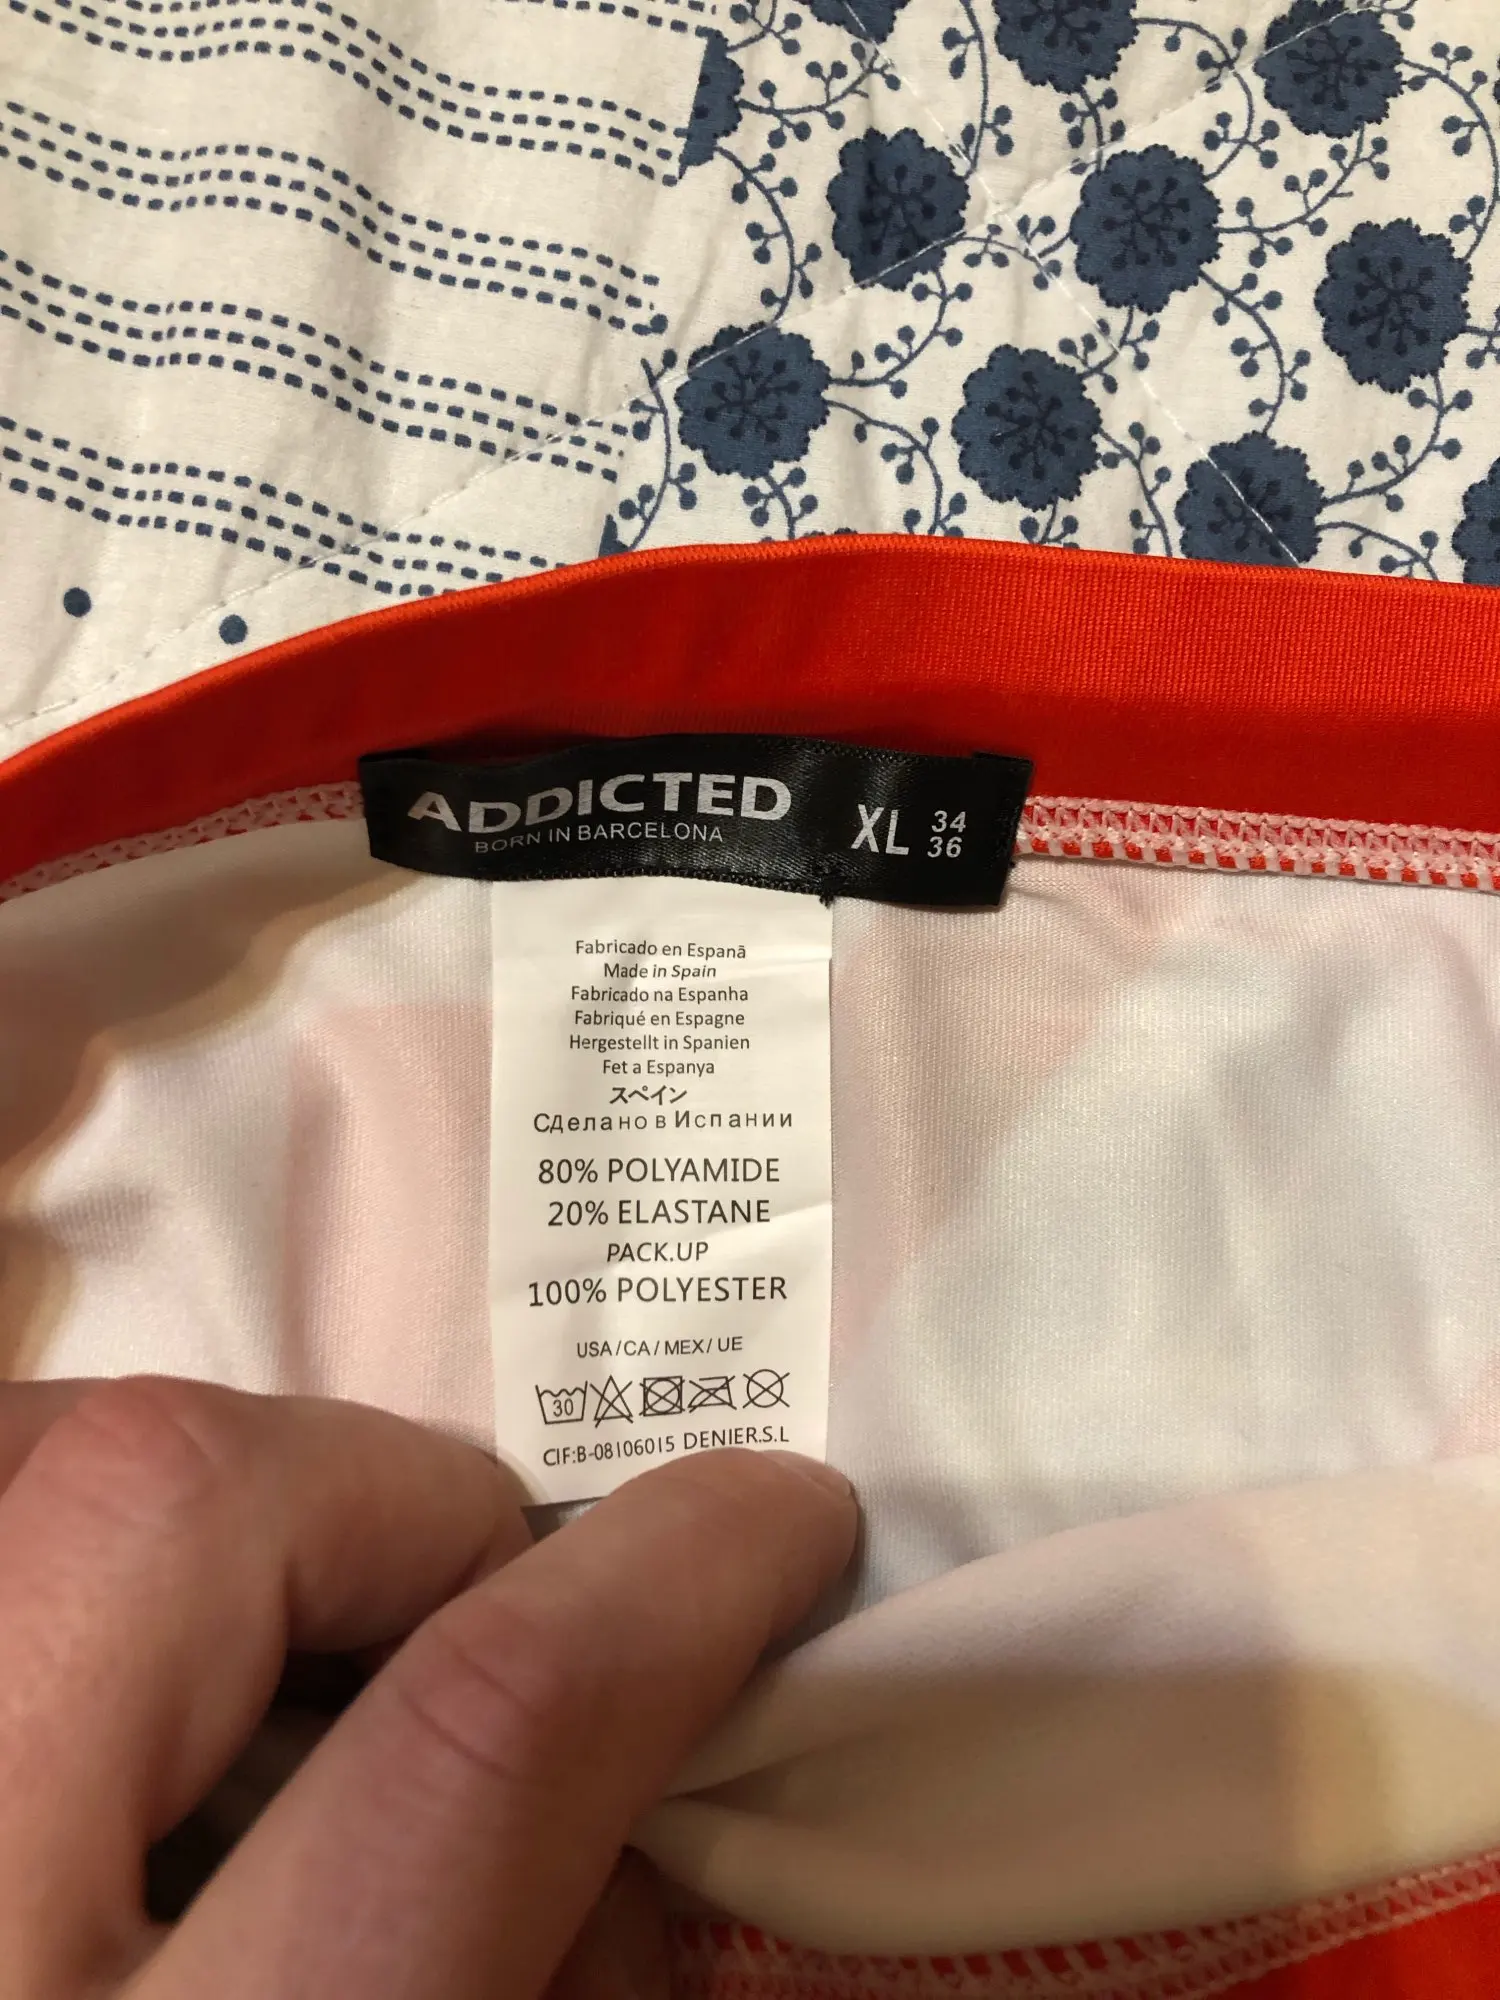 ADDICTED
BORN IN BARCELONA
XL 34
36
Fabricado en Espanã
Made in Spain
Fabricado na Espanha
Fabriqué en Espagne
Hergestellt in Spanien
Fet a Espanya
スペイン
Сделано в Испании
80% POLYAMIDE
20% ELASTANE
PACK.UP
100% POLYESTER
USA/CA/MEX/UE
30
CIF:B-08106015 DENIER.S.L